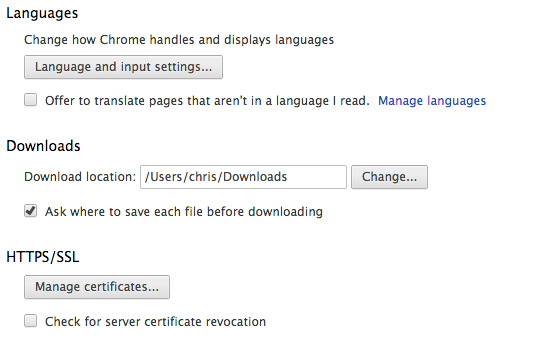 Languages
Change how Chrome handles and displays languages
Language and input settings...
Offer to translate pages that aren't in a language I read. Manage languages
Downloads
Download location: /Users/chris/Downloads Change...
Ask where to save each file before downloading
HTTPS/SSL
Manage certificates...
Check for server certificate revocation